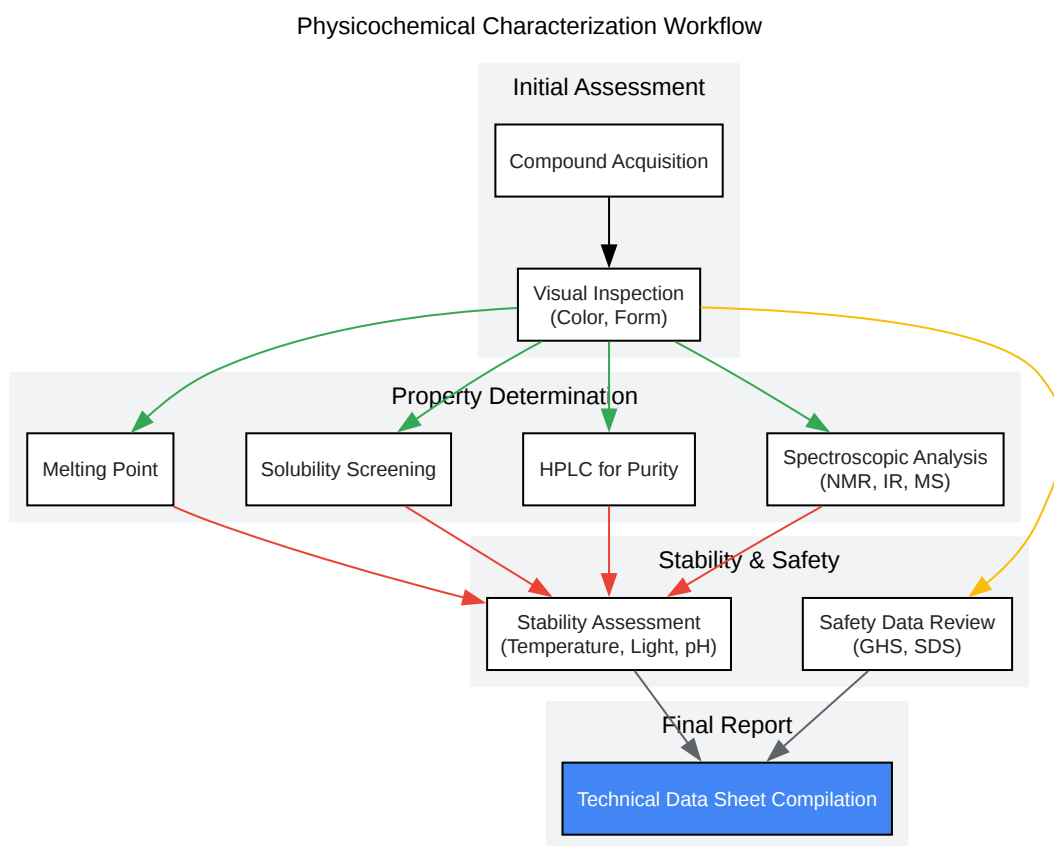 Physicochemical Characterization Workflow
Initial Assessment
Compound Acquisition
Visual Inspection
(Color, Form)
Property Determination
Melting Point
Solubility Screening
HPLC for Purity
Spectroscopic Analysis
(NMR, IR, MS)
Stability & Safety
Stability Assessment
(Temperature, Light, pH)
Safety Data Review
(GHS, SDS)
Final Report
Technical Data Sheet Compilation